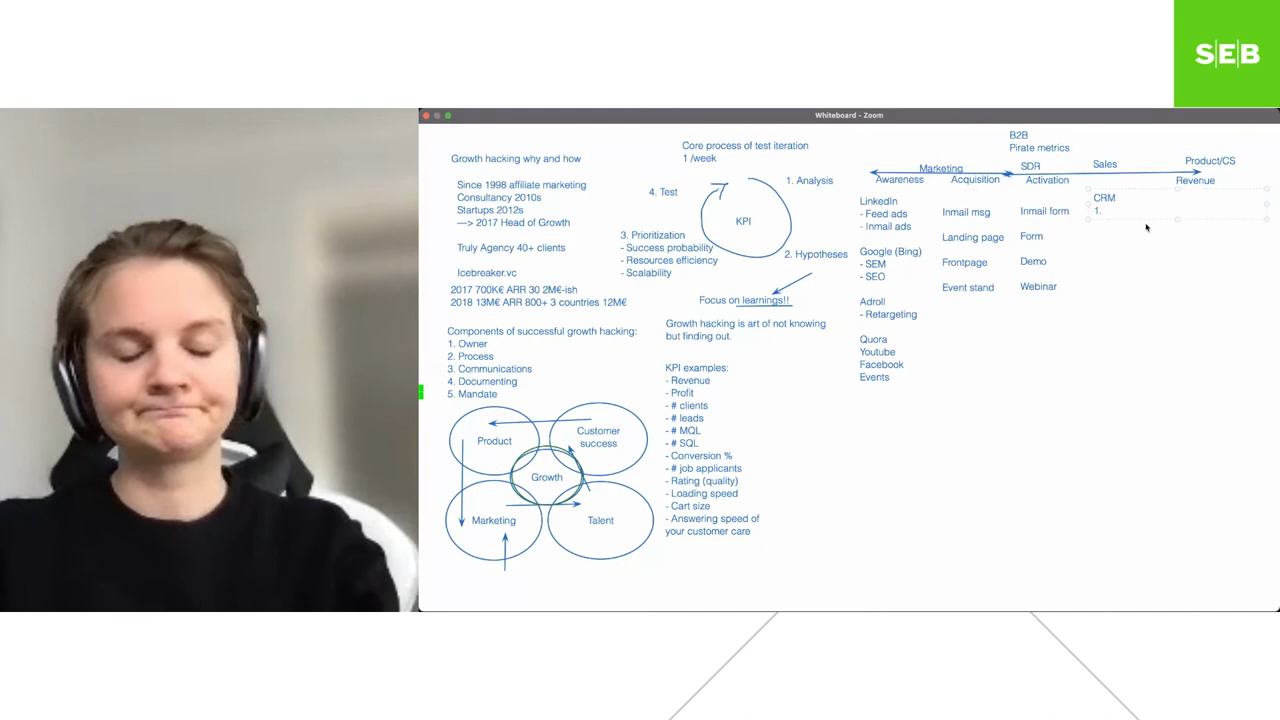 S|E|B
Whiteboard - Zoom
Growth hacking why and how
Since 1998 affiliate marketing
Consultancy 2010s
Startups 2012s
—> 2017 Head of Growth
Truly Agency 40+ clients
Icebreaker.vc
2017 700K€ ARR 30 2M€-ish
2018 13M€ ARR 800+ 3 countries 12M€
Components of successful growth hacking:
1. Owner
2. Process
3. Communications
4. Documenting
5. Mandate
Product
Customer
success
Growth
Marketing
Talent
Core process of test iteration
1 /week
1. Analysis
4. Test
KPI
3. Prioritization
- Success probability
- Resources efficiency
- Scalability
2. Hypotheses
Focus on learnings!!
Growth hacking is art of not knowing
but finding out.
KPI examples:
- Revenue
- Profit
- # clients
- # leads
- # MQL
- # SQL
- Conversion %
- # job applicants
- Rating (quality)
- Loading speed
- Cart size
- Answering speed of
your customer care
B2B
Pirate metrics
Marketing
SDR
Sales
Product/CS
Awareness
Acquisition
Activation
Revenue
LinkedIn
- Feed ads
- Inmail ads
Google (Bing)
- SEM
- SEO
Adroll
- Retargeting
Quora
Youtube
Facebook
Events
Inmail msg
Landing page
Frontpage
Event stand
Inmail form
Form
Demo
Webinar
CRM
1.